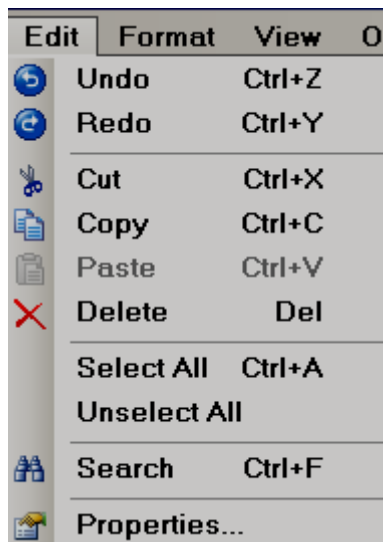 Edit Format View O
Undo Ctrl+Z
Redo Ctrl+Y
Cut Ctrl+X
Copy Ctrl+C
Paste Ctrl+V
Delete Del
Select All Ctrl+A
Unselect All
Search Ctrl+F
Properties...